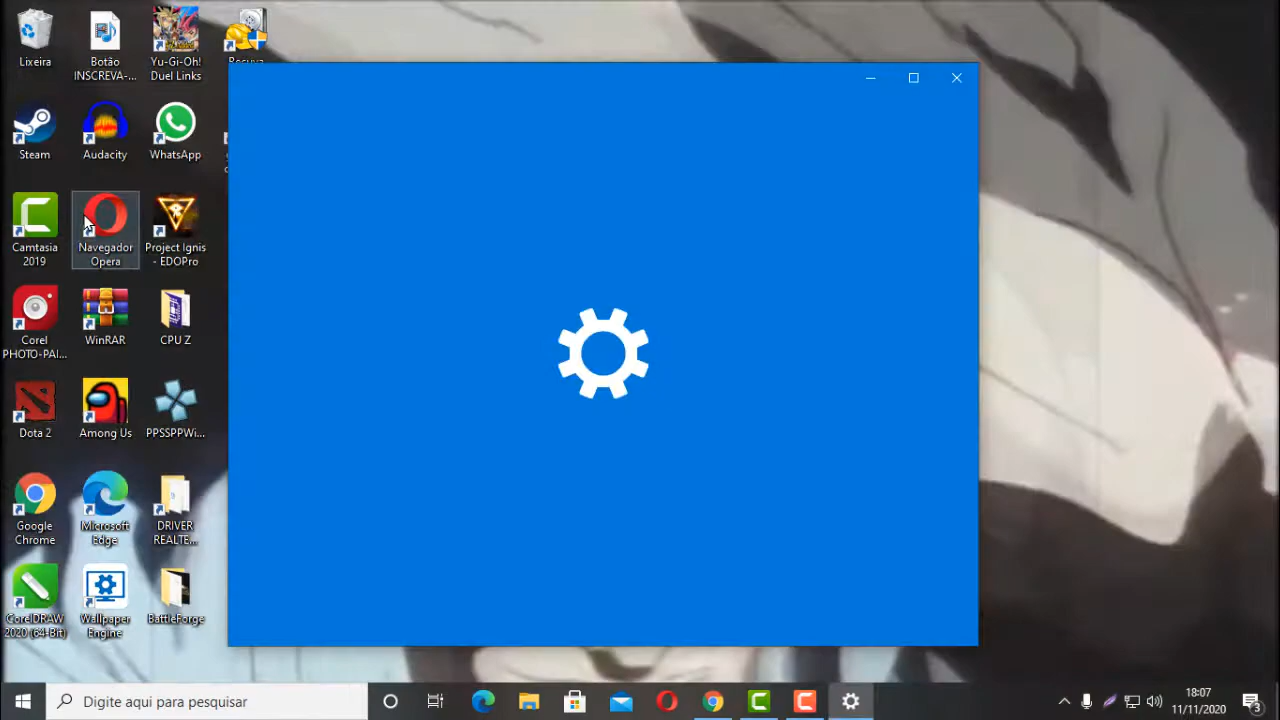 Lixeira
Botão
INSCREVA-...
Yu-Gi-Oh!
Duel Links
Recuva
Steam
Audacity
WhatsApp
Camtasia
2019
Navegador
Opera
Project Ignis
- EDOPro
Corel
PHOTO-PAI...
WinRAR
CPU Z
Dota 2
Among Us
PPSSPPWi...
Google
Chrome
Microsoft
Edge
DRIVER
REALTE...
CorelDRAW
2020 (64-Bit)
Wallpaper
Engine
BattleForge
Digite aqui para pesquisar
18:07
11/11/2020
3